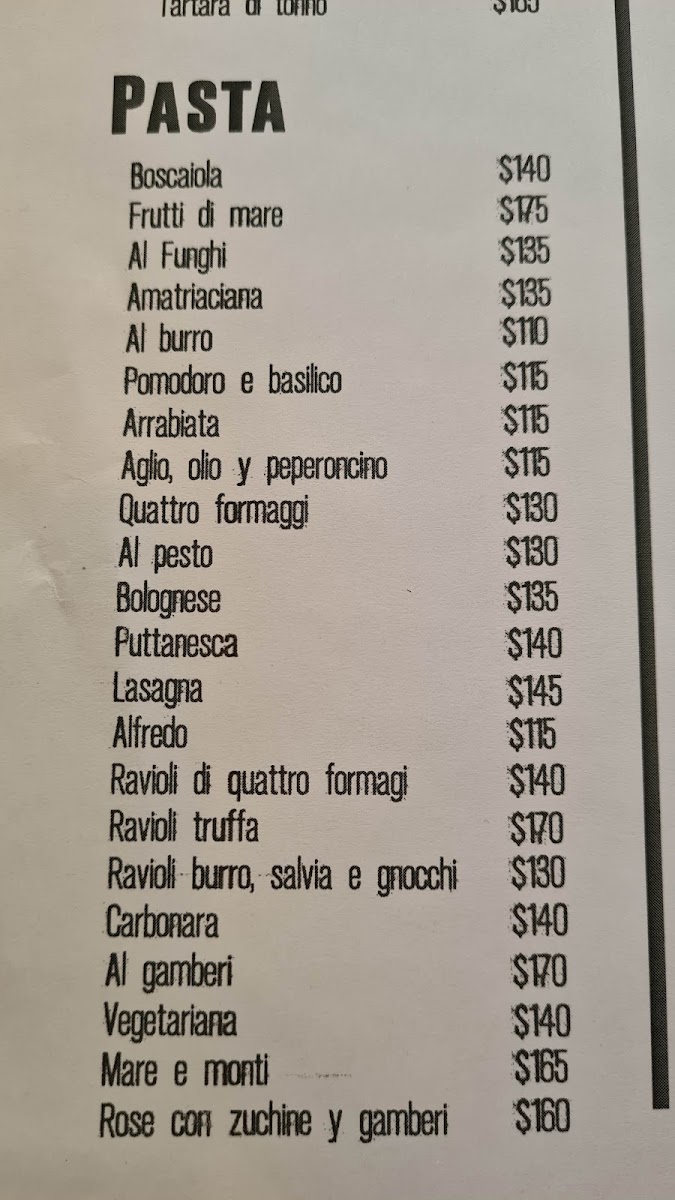 Tartara di tonno $165
PASTA
Boscaiola $140
Frutti di mare $175
Al Funghi $135
Amatriaciana $135
Al burro $110
Pomodoro e basilico $115
Arrabiata $115
Aglio, olio y peperoncino $115
Quattro formaggi $130
Al pesto $130
Bolognese $135
Puttanesca $140
Lasagna $145
Alfredo $115
Ravioli di quattro formagi $140
Ravioli truffa $170
Ravioli burro, salvia e gnocchi $130
Carbonara $140
Al gamberi $170
Vegetariana $140
Mare e monti $165
Rose con zuchine y gamberi $160